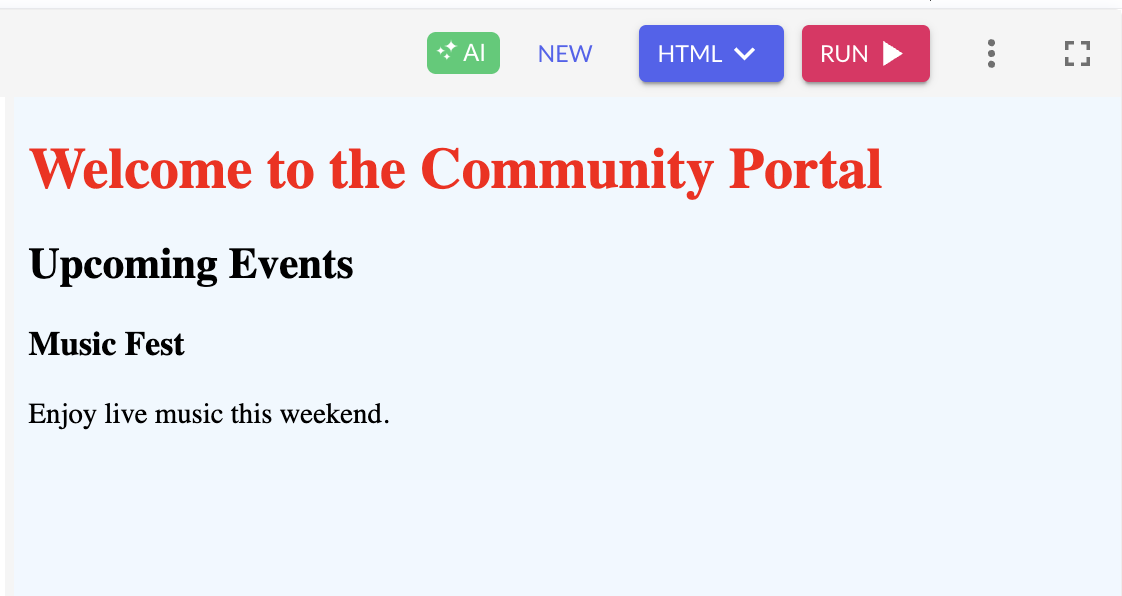 AI NEW HTML RUN
Welcome to the Community Portal
Upcoming Events
Music Fest
Enjoy live music this weekend.